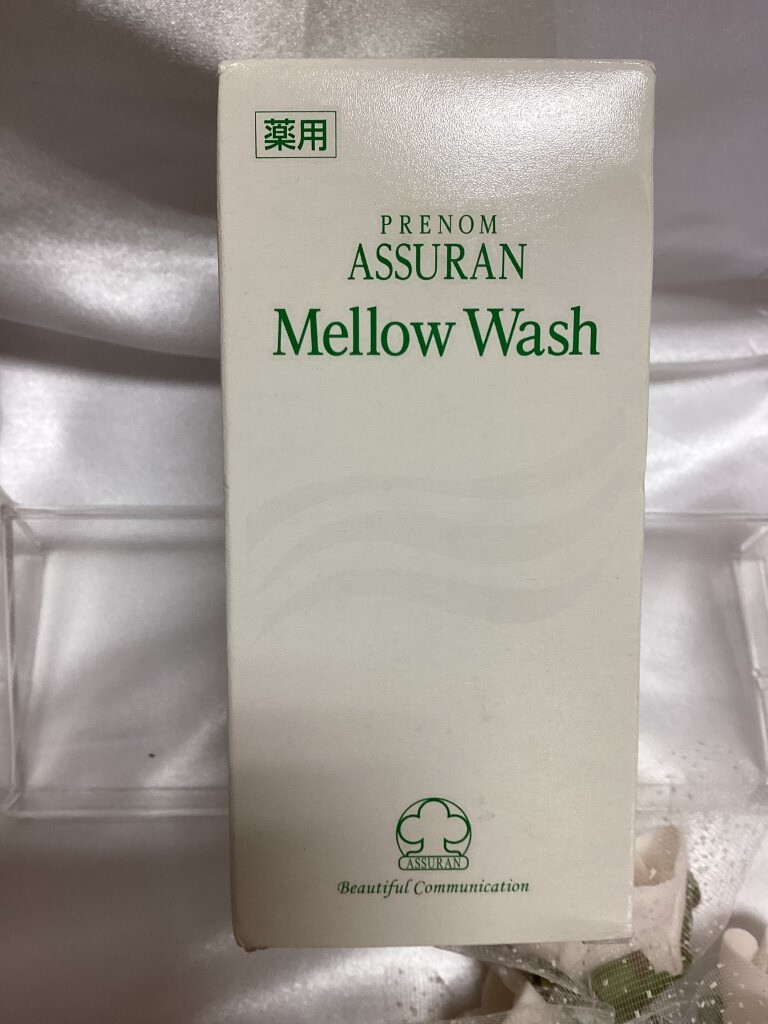 薬用
PRENOM
ASSURAN
Mellow Wash
ASSURAN
Beautiful Communication